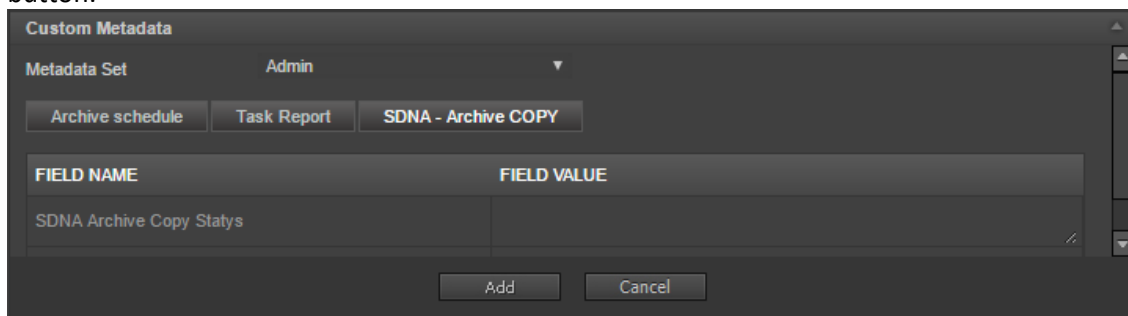 button.
Custom Metadata
Metadata Set Admin
Archive schedule Task Report SDNA - Archive COPY
FIELD NAME FIELD VALUE
SDNA Archive Copy Statys
Add Cancel